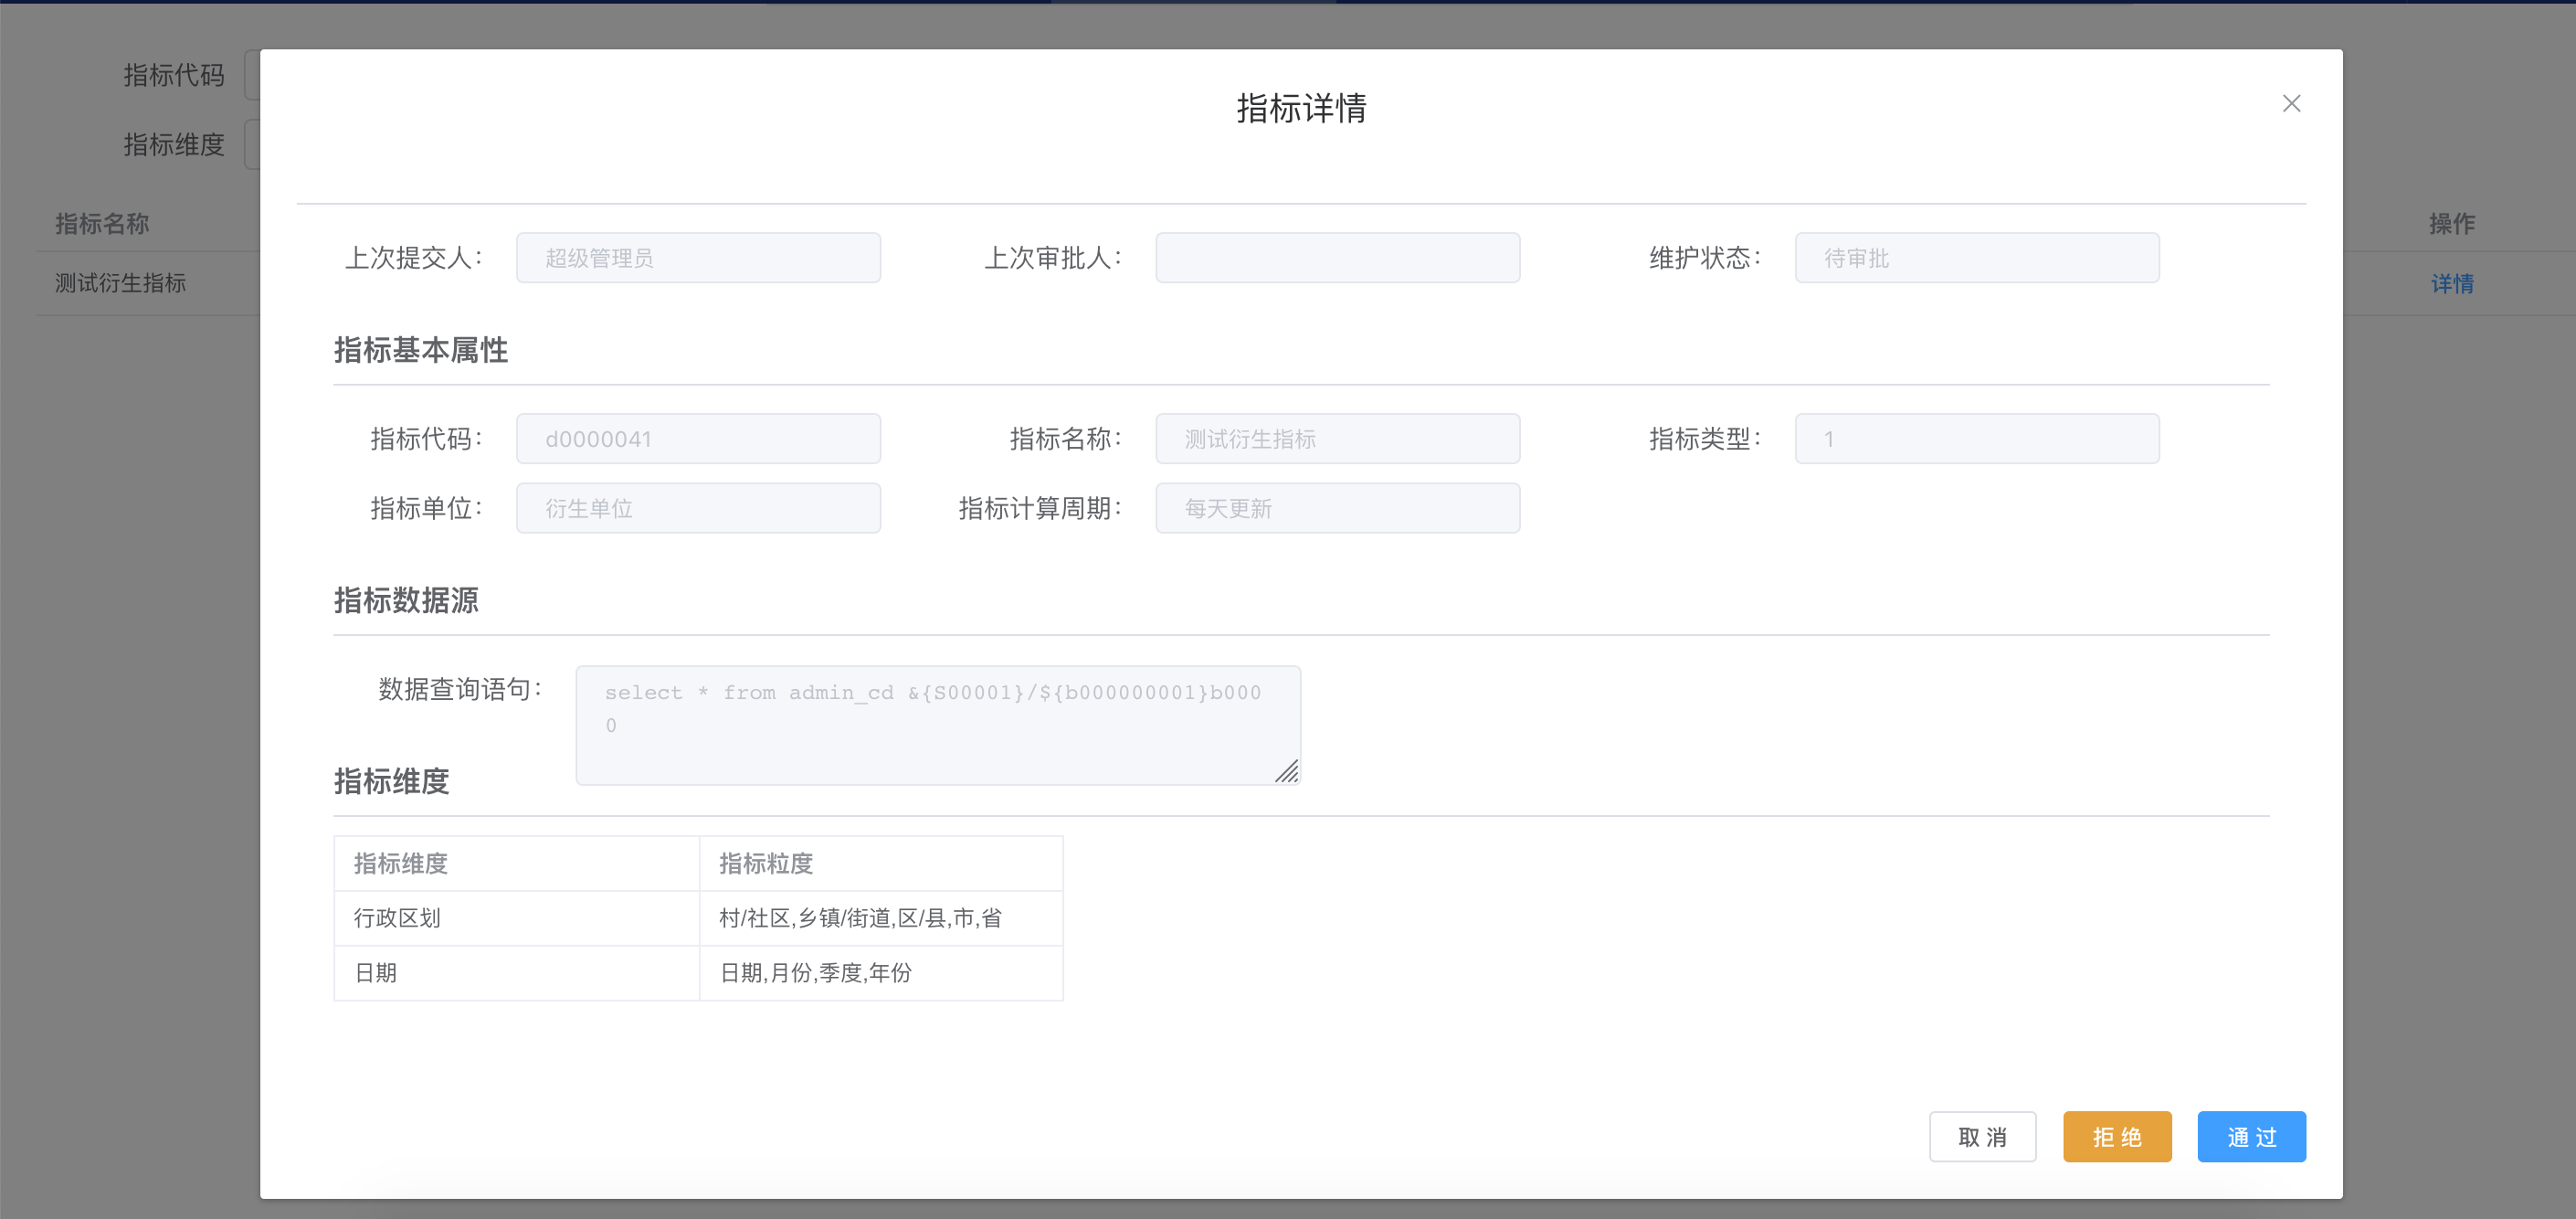 指标代码
指标维度
指标名称
操作
测试衍生指标
详情
指标详情
上次提交人： 超级管理员 上次审批人： 维护状态： 待审批
指标基本属性
指标代码： d0000041 指标名称： 测试衍生指标 指标类型： 1
指标单位： 衍生单位 指标计算周期： 每天更新
指标数据源
数据查询语句： select * from admin_cd &{S00001}/${b000000001}b000
0
指标维度
指标维度 指标粒度
行政区划 村/社区,乡镇/街道,区/县,市,省
日期 日期,月份,季度,年份
取消 拒绝 通过